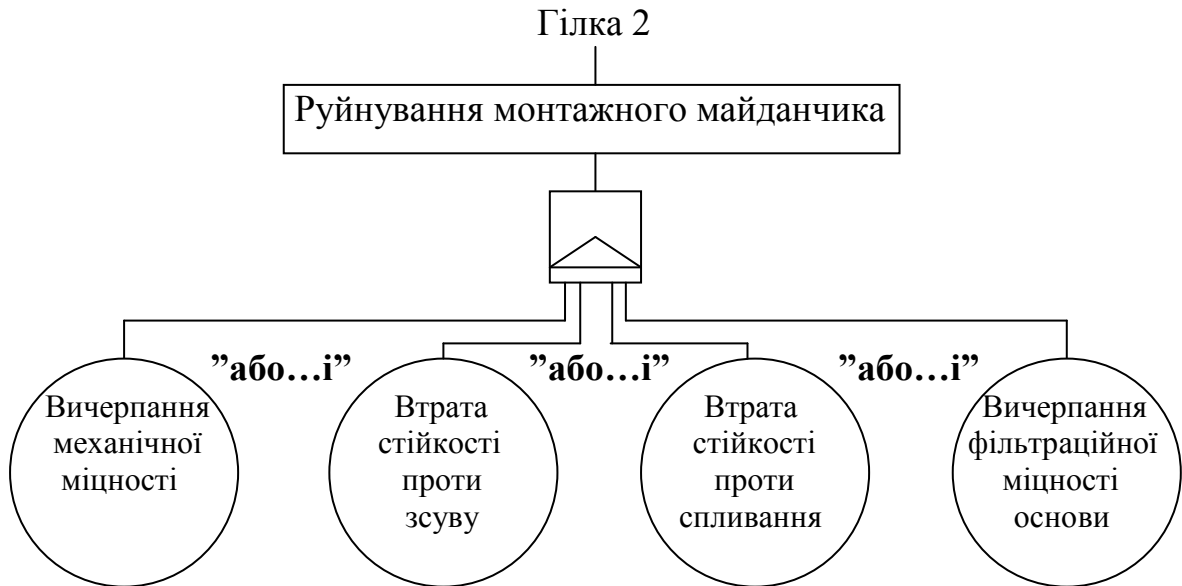 Гілка 2
Руйнування монтажного майданчика
”або…і”
”або…і”
”або…і”
Вичерпання
механічної
міцності
Втрата
стійкості
проти
зсуву
Втрата
стійкості
проти
спливання
Вичерпання
фільтраційної
міцності
основи